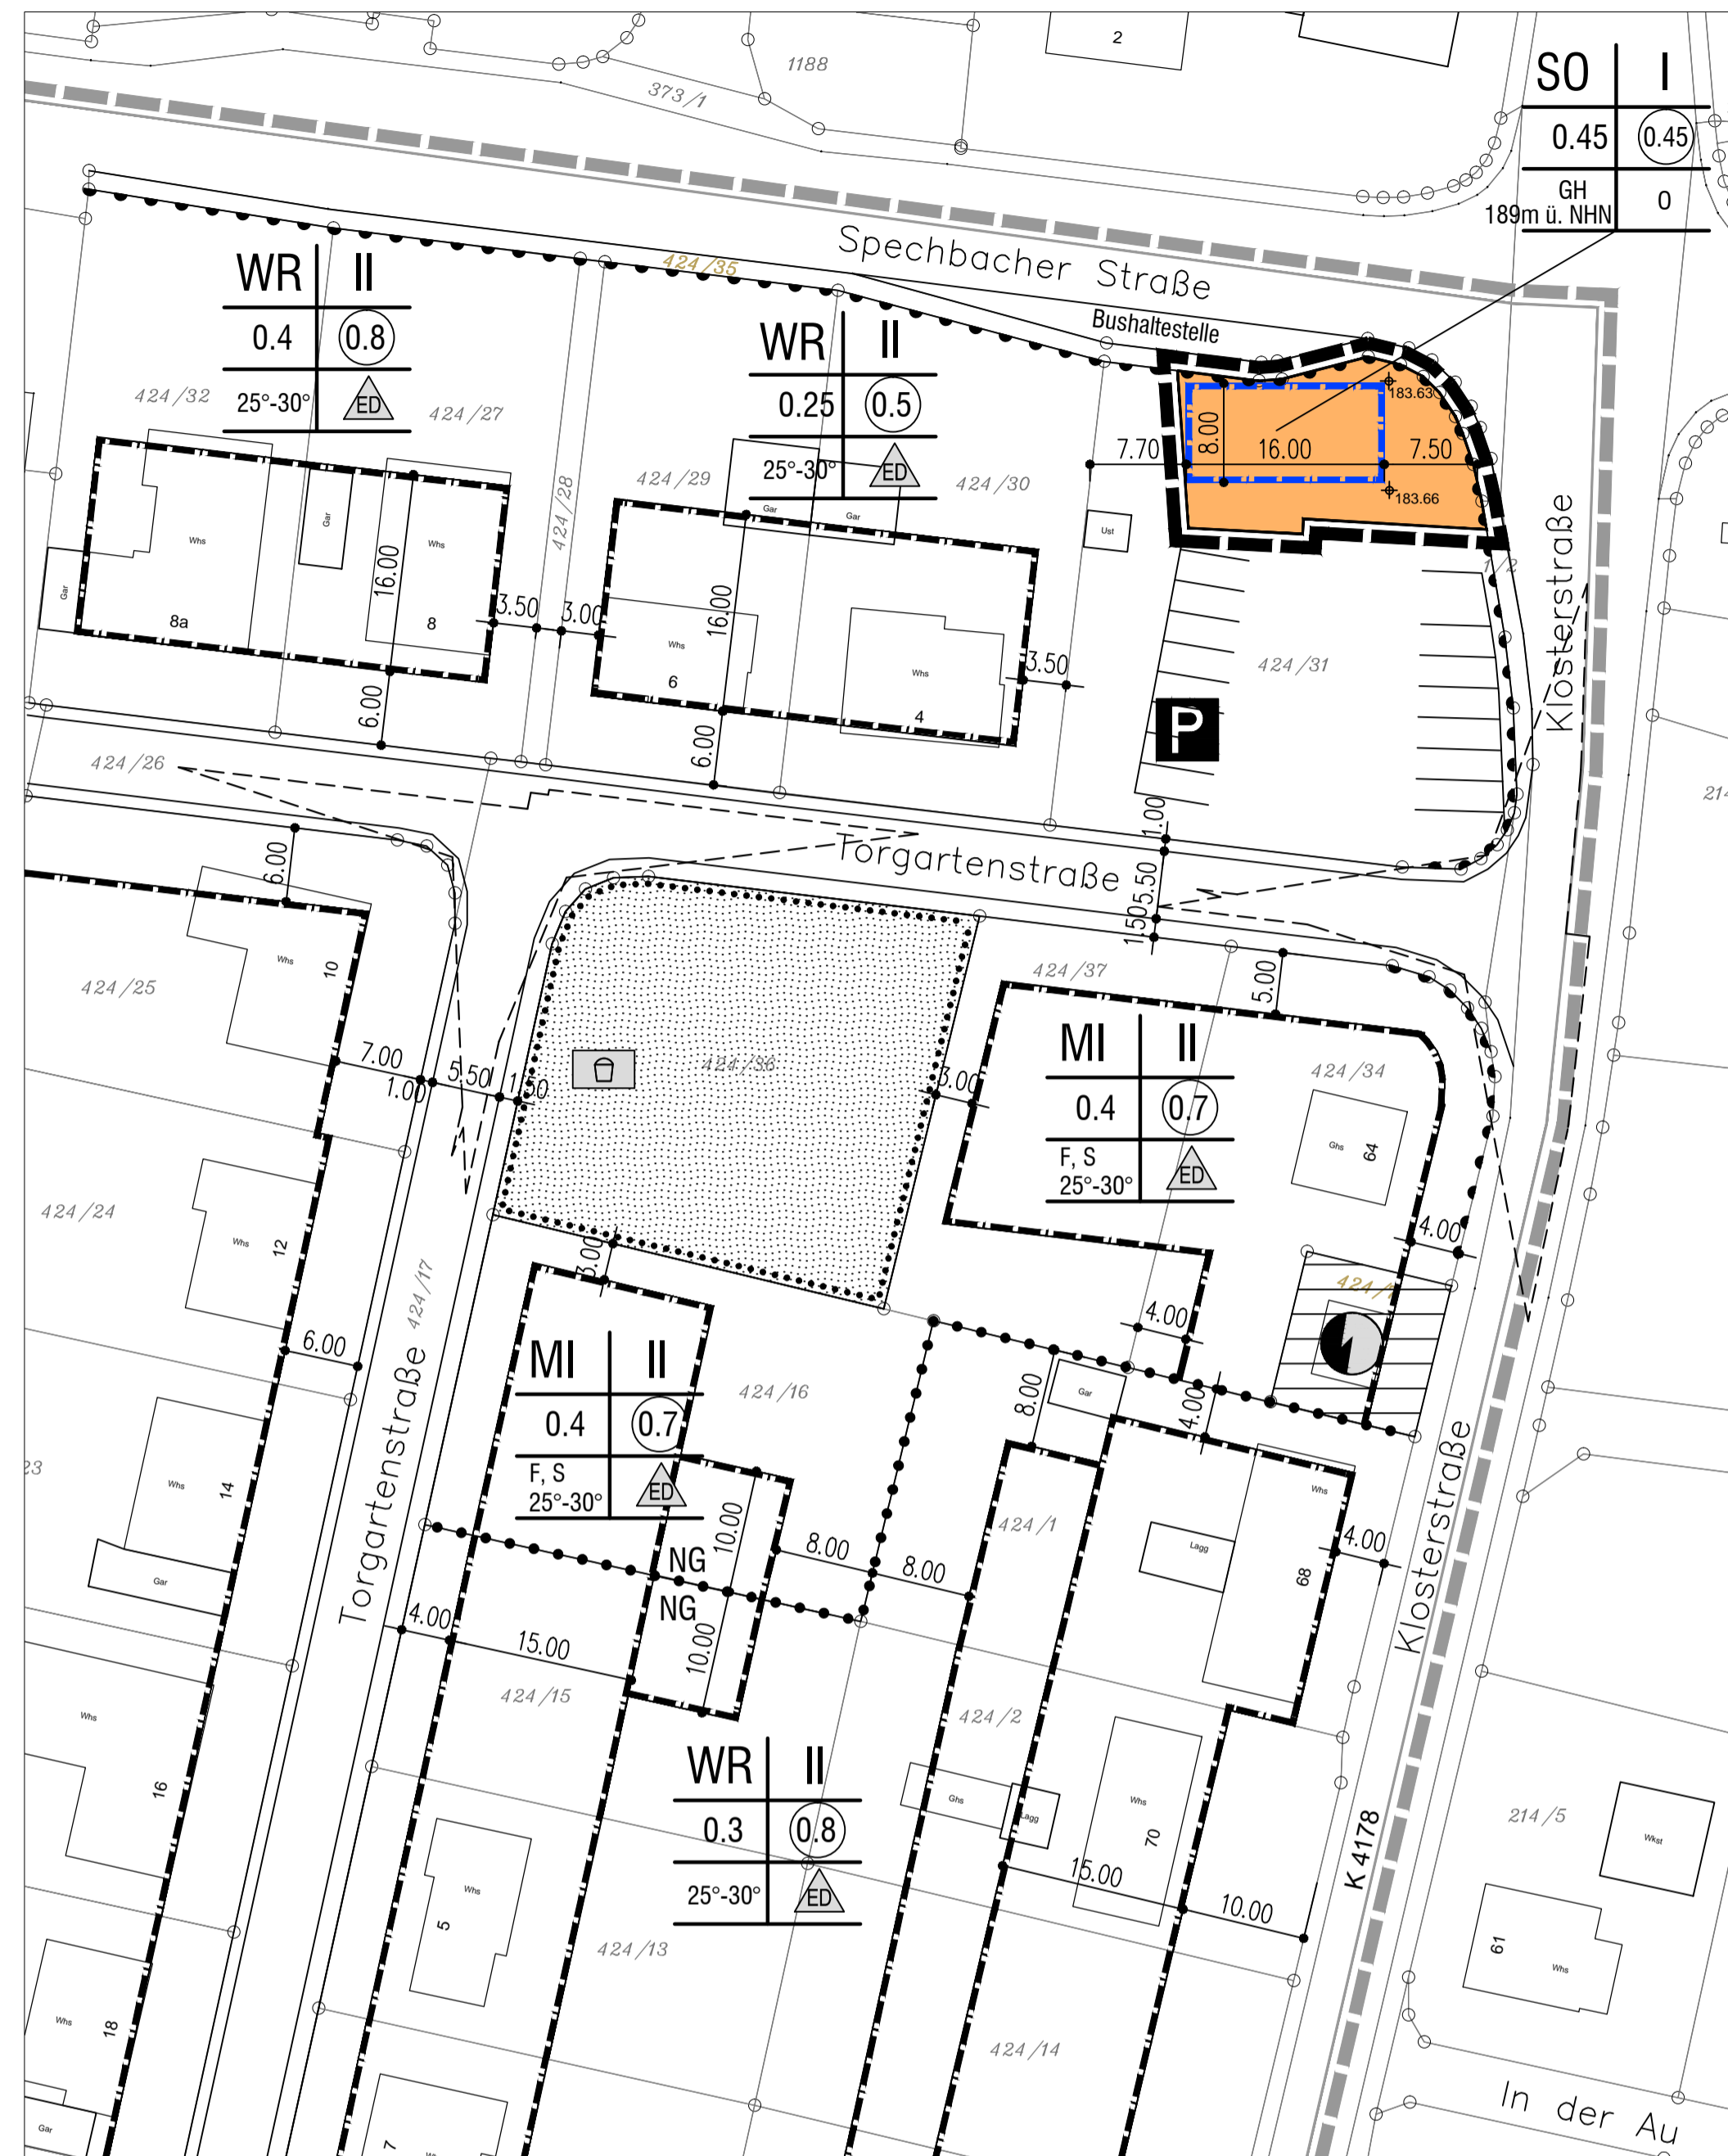 2
1188
373/1
SO I
0.45 0.45
GH
189m ü. NHN 0
Spechbacher Straße
424/35
Bushaltestelle
WR II
0.4 0.8
25°-30° ED
424/32
424/27
WR II
0.25 0.5
25°-30° ED
424/28
424/29
424/30
183.63
8.00
7.70 16.00 7.50
183.66
Gar
Gar
Gar
Gar
Whs
Whs
8a
8
16.00
6.00
3.50 3.00
Whs
6
16.00
6.00
Whs
4
3.50
Ust
1/2
Klosterstraße
424/31
P
424/26
Torgartenstraße
1.00
5.50
1.50
6.00
214
424/25
Whs
10
7.00
1.00
5.50 1.50
424/36
3.00
424/37
5.00
MI II
0.4 0.7
F, S
25°-30° ED
424/34
Ghs
64
4.00
424/24
Whs
12
6.00
424/17
3.00
4.00
MI II
0.4 0.7
F, S
25°-30° ED
424/16
8.00
Gar
4.00
23
Whs
14
Gar
Torgartenstraße
NG
NG
10.00
10.00
8.00
8.00
424/1
Lagg
Whs
68
4.00
Klosterstraße
4.00
15.00
424/15
424/2
Whs
16
WR II
0.3 0.8
25°-30° ED
Ghs
Lagg
Whs
70
15.00
10.00
K 4178
214/5
Wkst
Whs
5
424/13
61
Whs
Whs
18
424/14
Gar
7
In der Au